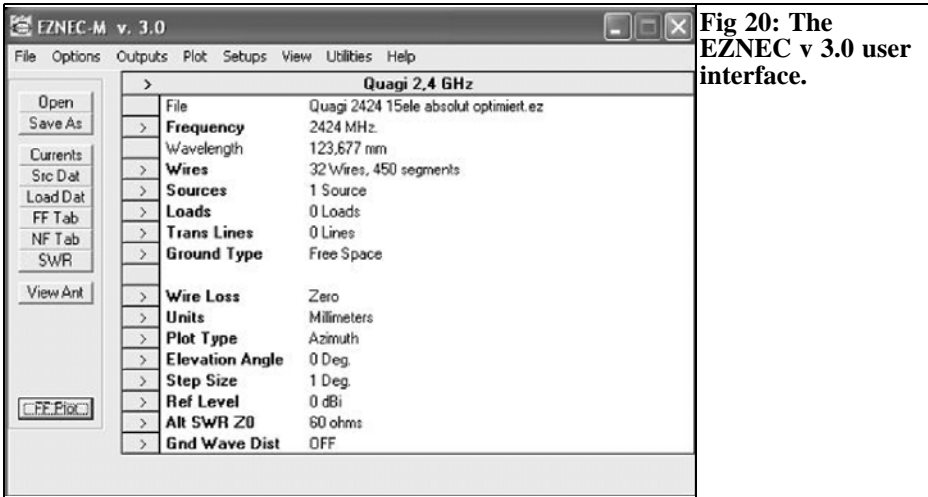 EZNEC-M v. 3.0
File Options Outputs Plot Setups View Utilities Help
Open
Save As
Currents
Src Dat
Load Dat
FF Tab
NF Tab
SWR
View Ant
FF Plot
> Quagi 2,4 GHz
File Quagi 2424 15ele absolut optimiert.ez
> Frequency 2424 MHz.
Wavelength 123,677 mm
> Wires 32 Wires, 450 segments
> Sources 1 Source
> Loads 0 Loads
> Trans Lines 0 Lines
> Ground Type Free Space
> Wire Loss Zero
> Units Millimeters
> Plot Type Azimuth
> Elevation Angle 0 Deg.
> Step Size 1 Deg.
> Ref Level 0 dBi
> Alt SWR Z0 60 ohms
> Gnd Wave Dist OFF
Fig 20: The
EZNEC v 3.0 user
interface.